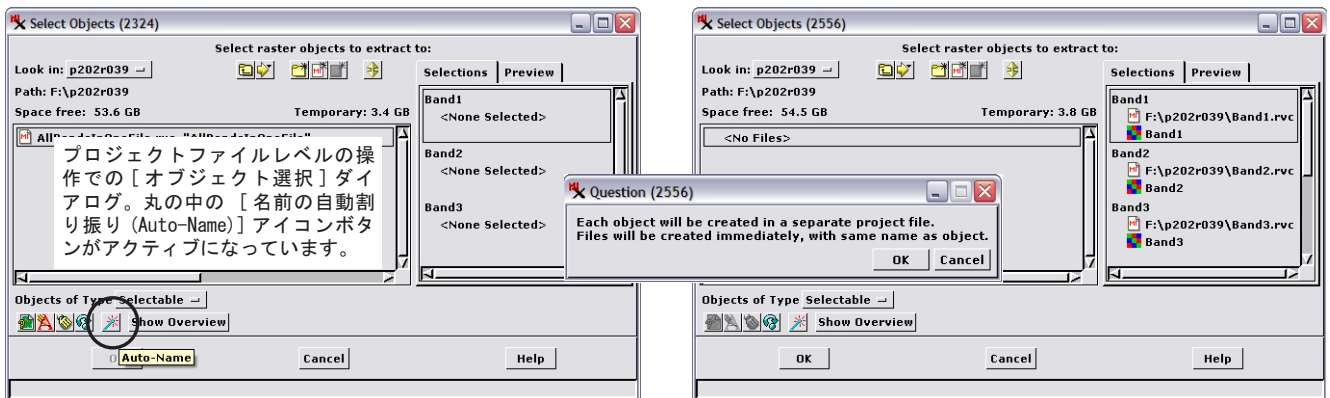 Select Objects (2324)
Select raster objects to extract to:
Look in: p202r039
Path: F:\p202r039
Space free: 53.6 GB
Temporary: 3.4 GB
プロジェクトファイルレベルの操
作での [ オブジェクト選択 ] ダイ
アログ。丸の中の [ 名前の自動割
り振り (Auto-Name)] アイコンボタ
ンがアクティブになっています。
Selections
Preview
Band1
<None Selected>
Band2
<None Selected>
Band3
<None Selected>
Objects of Type Selectable
Show Overview
Auto-Name
Cancel
Help
Select Objects (2556)
Select raster objects to extract to:
Look in: p202r039
Path: F:\p202r039
Space free: 54.5 GB
Temporary: 3.8 GB
<No Files>
Selections
Preview
Band1
F:\p202r039\Band1.rvc
Band1
Band2
F:\p202r039\Band2.rvc
Band2
Band3
F:\p202r039\Band3.rvc
Band3
Question (2556)
Each object will be created in a separate project file.
Files will be created immediately, with same name as object.
OK
Cancel
Objects of Type Selectable
Show Overview
OK
Cancel
Help